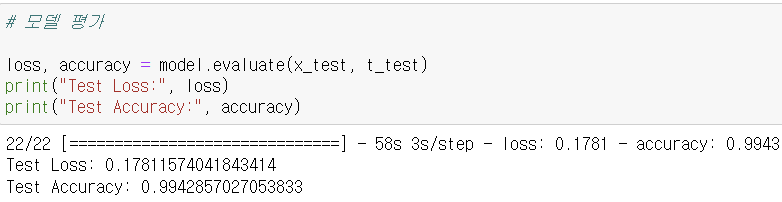 # 모델 평가
loss, accuracy = model.evaluate(x_test, t_test)
print("Test Loss:", loss)
print("Test Accuracy:", accuracy)
22/22 [==============================] - 58s 3s/step - loss: 0.1781 - accuracy: 0.9943
Test Loss: 0.17811574041843414
Test Accuracy: 0.9942857027053833